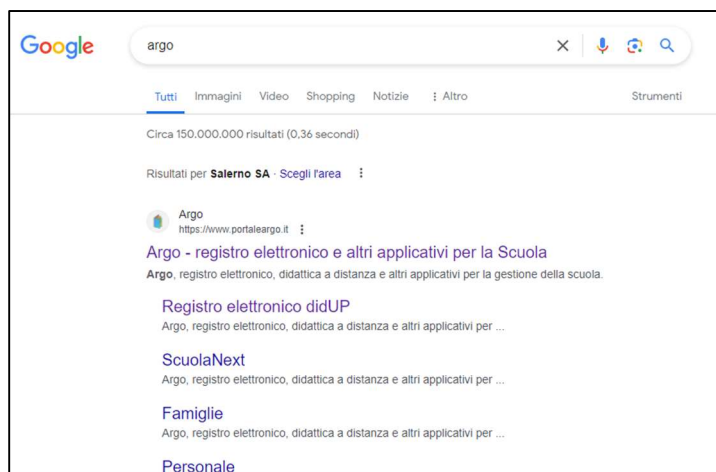 Google
argo
Tutti Immagini Video Shopping Notizie Altro Strumenti
Circa 150.000.000 risultati (0,36 secondi)
Risultati per Salerno SA · Scegli l'area
Argo
https://www.portaleargo.it
Argo - registro elettronico e altri applicativi per la Scuola
Argo, registro elettronico, didattica a distanza e altri applicativi per la gestione della scuola.
Registro elettronico didUP
Argo, registro elettronico, didattica a distanza e altri applicativi per ...
ScuolaNext
Argo, registro elettronico, didattica a distanza e altri applicativi per ...
Famiglie
Argo, registro elettronico, didattica a distanza e altri applicativi per ...
Personale